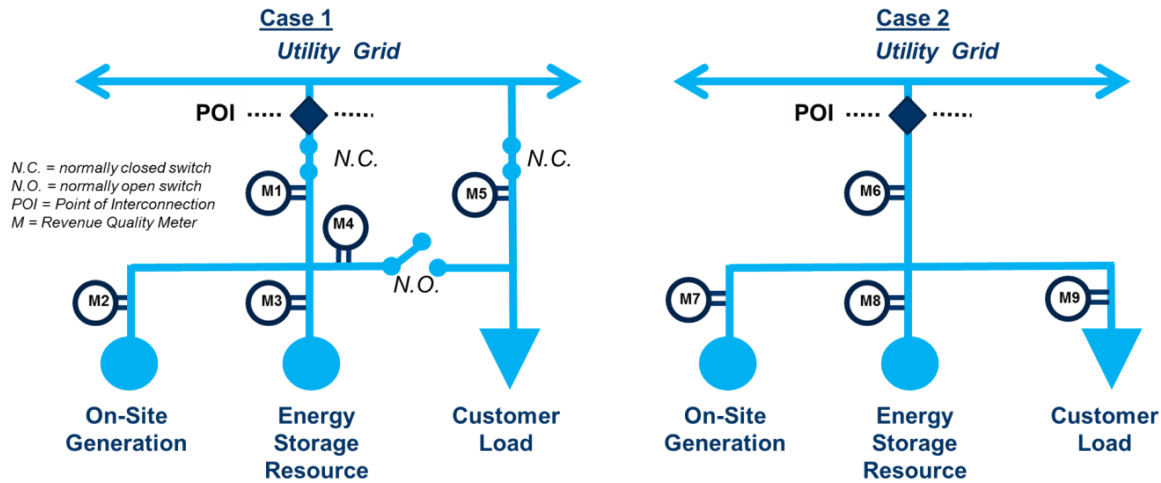 Case 1
Utility Grid
POI
N.C.
N.C.
N.C. = normally closed switch
N.O. = normally open switch
POI = Point of Interconnection
M = Revenue Quality Meter
M1
M5
M4
N.O.
M2
M3
On-Site
Generation
Energy
Storage
Resource
Customer
Load
Case 2
Utility Grid
POI
M6
M7
M8
M9
On-Site
Generation
Energy
Storage
Resource
Customer
Load